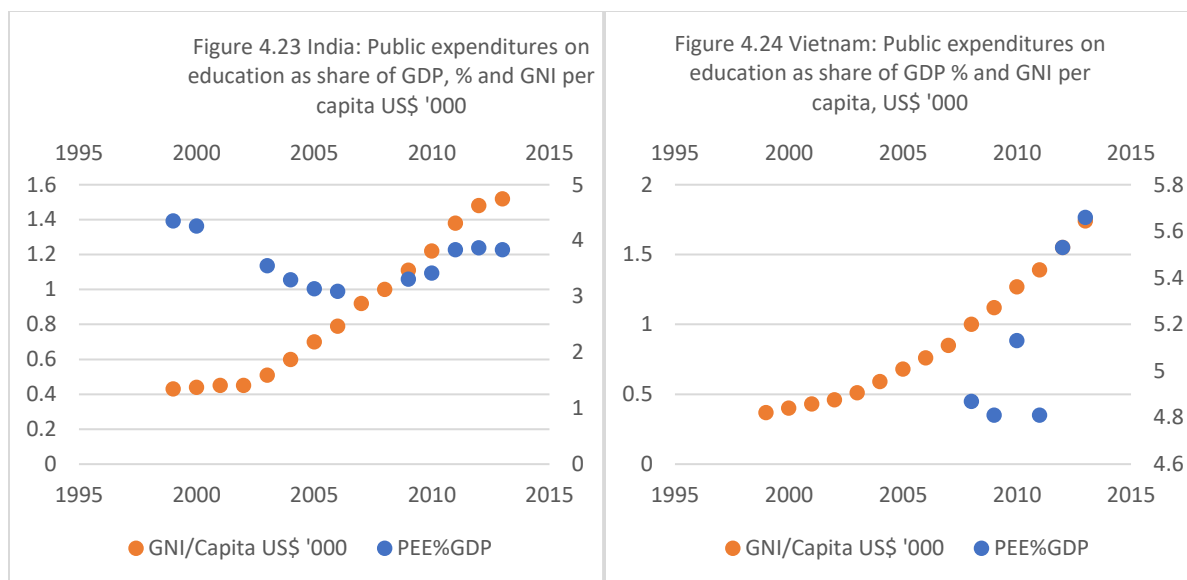 Figure 4.23 India: Public expenditures on
education as share of GDP, % and GNI per
capita US$ '000
1995 2000 2005 2010 2015
1.6 5
1.4
1.2 4
1 3
0.8
0.6 2
0.4 1
0.2
0 0
1995 2000 2005 2010 2015
GNI/Capita US$ '000 PEE%GDP
Figure 4.24 Vietnam: Public expenditures on
education as share of GDP % and GNI per
capita, US$ '000
1995 2000 2005 2010 2015
2 5.8
5.6
1.5 5.4
1 5.2
5
0.5 4.8
0 4.6
1995 2000 2005 2010 2015
GNI/Capita US$ '000 PEE%GDP